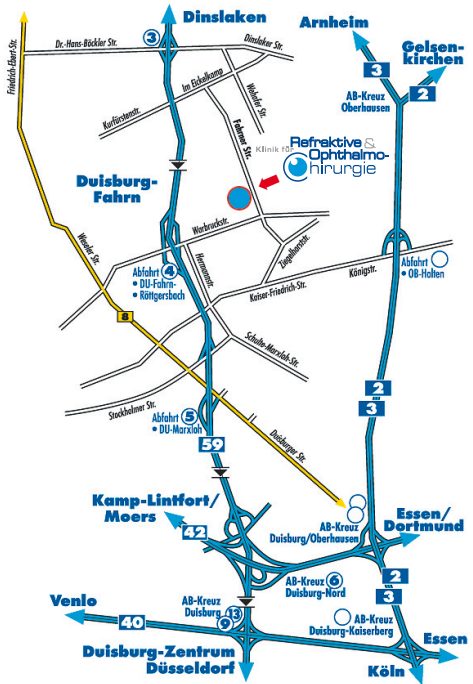 Dinslaken
Arnheim
Gelsen-
kirchen
3
Dr.-Hans-Böckler Str.
Dinslaker Str.
Friedrich-Ebert-Str.
3
2
AB-Kreuz
Oberhausen
Im Eickelkamp
Wehofer Str.
Kurfürstenstr.
Fahrner Str.
Klinik für
Refraktive &
Ophthalmo-
Chirurgie
Duisburg-
Fahrn
Warbruckstr.
Ziegelhorststr.
Weseler Str.
Hermannstr.
Abfahrt 4
• DU-Fahrn-
• Röttgersbach
Königstr.
Abfahrt
• OB-Holten
Kaiser-Friedrich-Str.
8
Schulte-Marxloh-Str.
2
3
Stockholmer Str.
Abfahrt 5
• DU-Marxloh
59
Duisburger Str.
Kamp-Lintfort/
Moers
42
AB-Kreuz
Duisburg/Oberhausen
Essen/
Dortmund
AB-Kreuz 6
Duisburg-Nord
2
3
Venlo
40
AB-Kreuz
Duisburg 13
9
AB-Kreuz
Duisburg-Kaiserberg
Duisburg-Zentrum
Düsseldorf
Essen
Köln